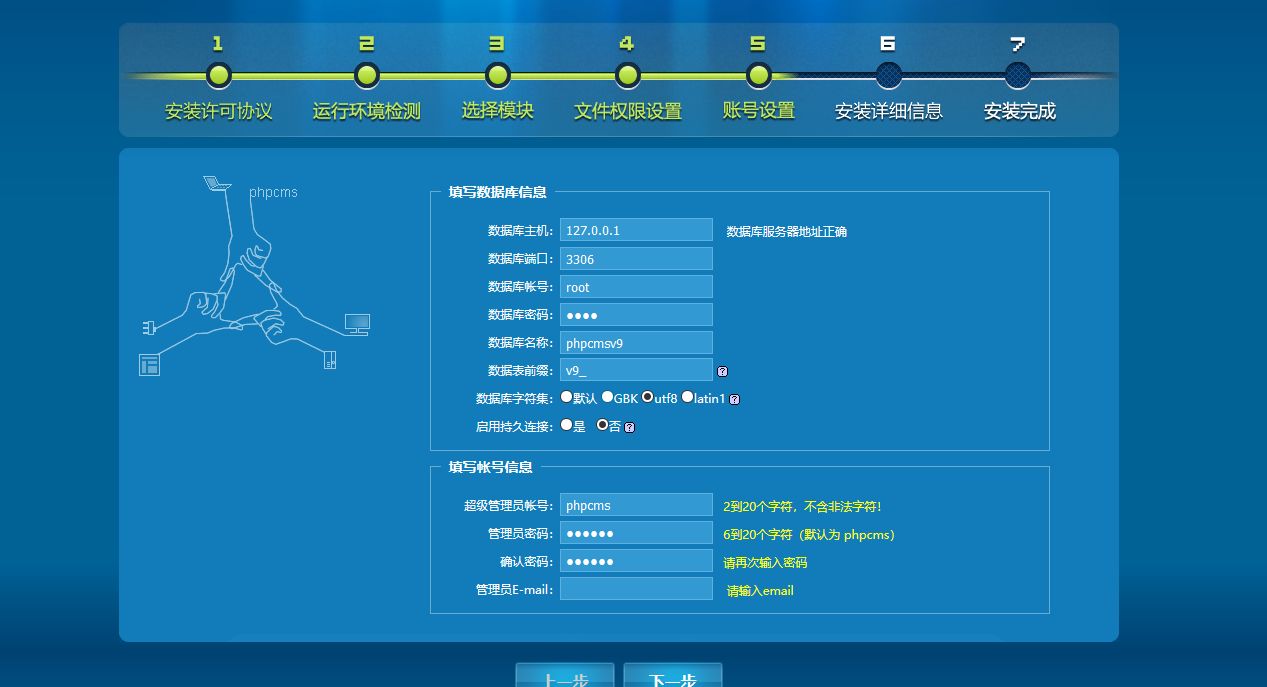 1 2 3 4 5 6 7
安装许可协议 运行环境检测 选择模块 文件权限设置 账号设置 安装详细信息 安装完成
phpcms
填写数据库信息
数据库主机： 127.0.0.1 数据库服务器地址正确
数据库端口： 3306
数据库帐号： root
数据库密码： ●●●●
数据库名称： phpcmsv9
数据表前缀： v9_ ?
数据库字符集： 默认 GBK utf8 latin1 ?
启用持久连接： 是 否 ?
填写帐号信息
超级管理员帐号： phpcms 2到20个字符，不含非法字符！
管理员密码： ●●●●●● 6到20个字符（默认为 phpcms）
确认密码： ●●●●●● 请再次输入密码
管理员E-mail： 请输入email
上一步 下一步